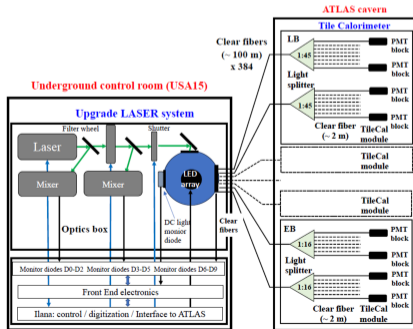 ATLAS cavern
Tile Calorimeter
Clear fibers
(~ 100 m)
x 384
LB
1:45
PMT
block
Light
splitter
PMT
block
1:45
PMT
block
Clear fiber
(~ 2 m)
TileCal
module
PMT
block
TileCal
module
TileCal
module
EB
1:16
PMT
block
Light
splitter
PMT
block
1:16
PMT
block
Clear fiber
(~ 2 m)
TileCal
module
PMT
block
Underground control room (USA15)
Upgrade LASER system
Filter wheel
Shutter
Laser
LED
array
Mixer
Mixer
DC light
monior
diode
Clear
fibers
Optics box
Monitor diodes D0-D2
Monitor diodes D3-D5
Monitor diodes D6-D9
Front End electronics
Ilana: control / digitization / Interface to ATLAS